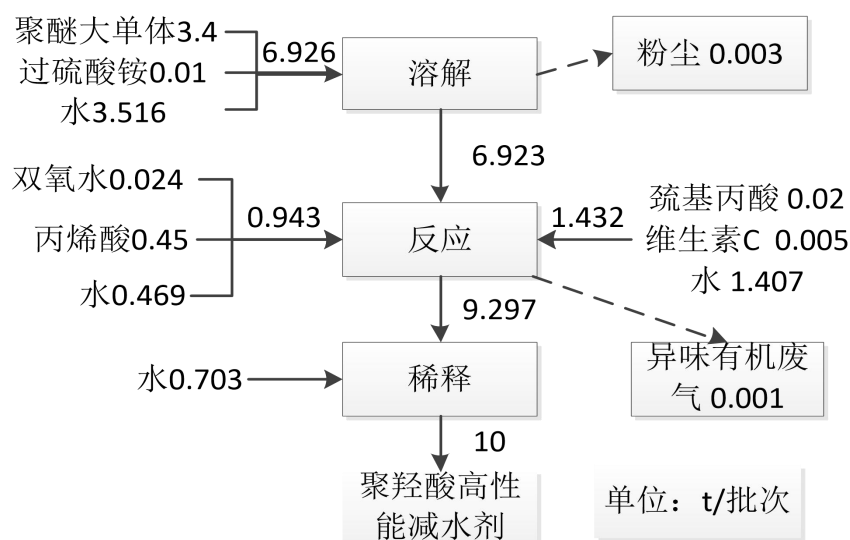 聚醚大单体3.4
过硫酸铵0.01
水3.516
6.926
溶解
粉尘 0.003
6.923
双氧水0.024
丙烯酸0.45
水0.469
0.943
反应
1.432
巯基丙酸 0.02
维生素C 0.005
水 1.407
9.297
水0.703
稀释
异味有机废
气 0.001
10
聚羟酸高性
能减水剂
单位：t/批次